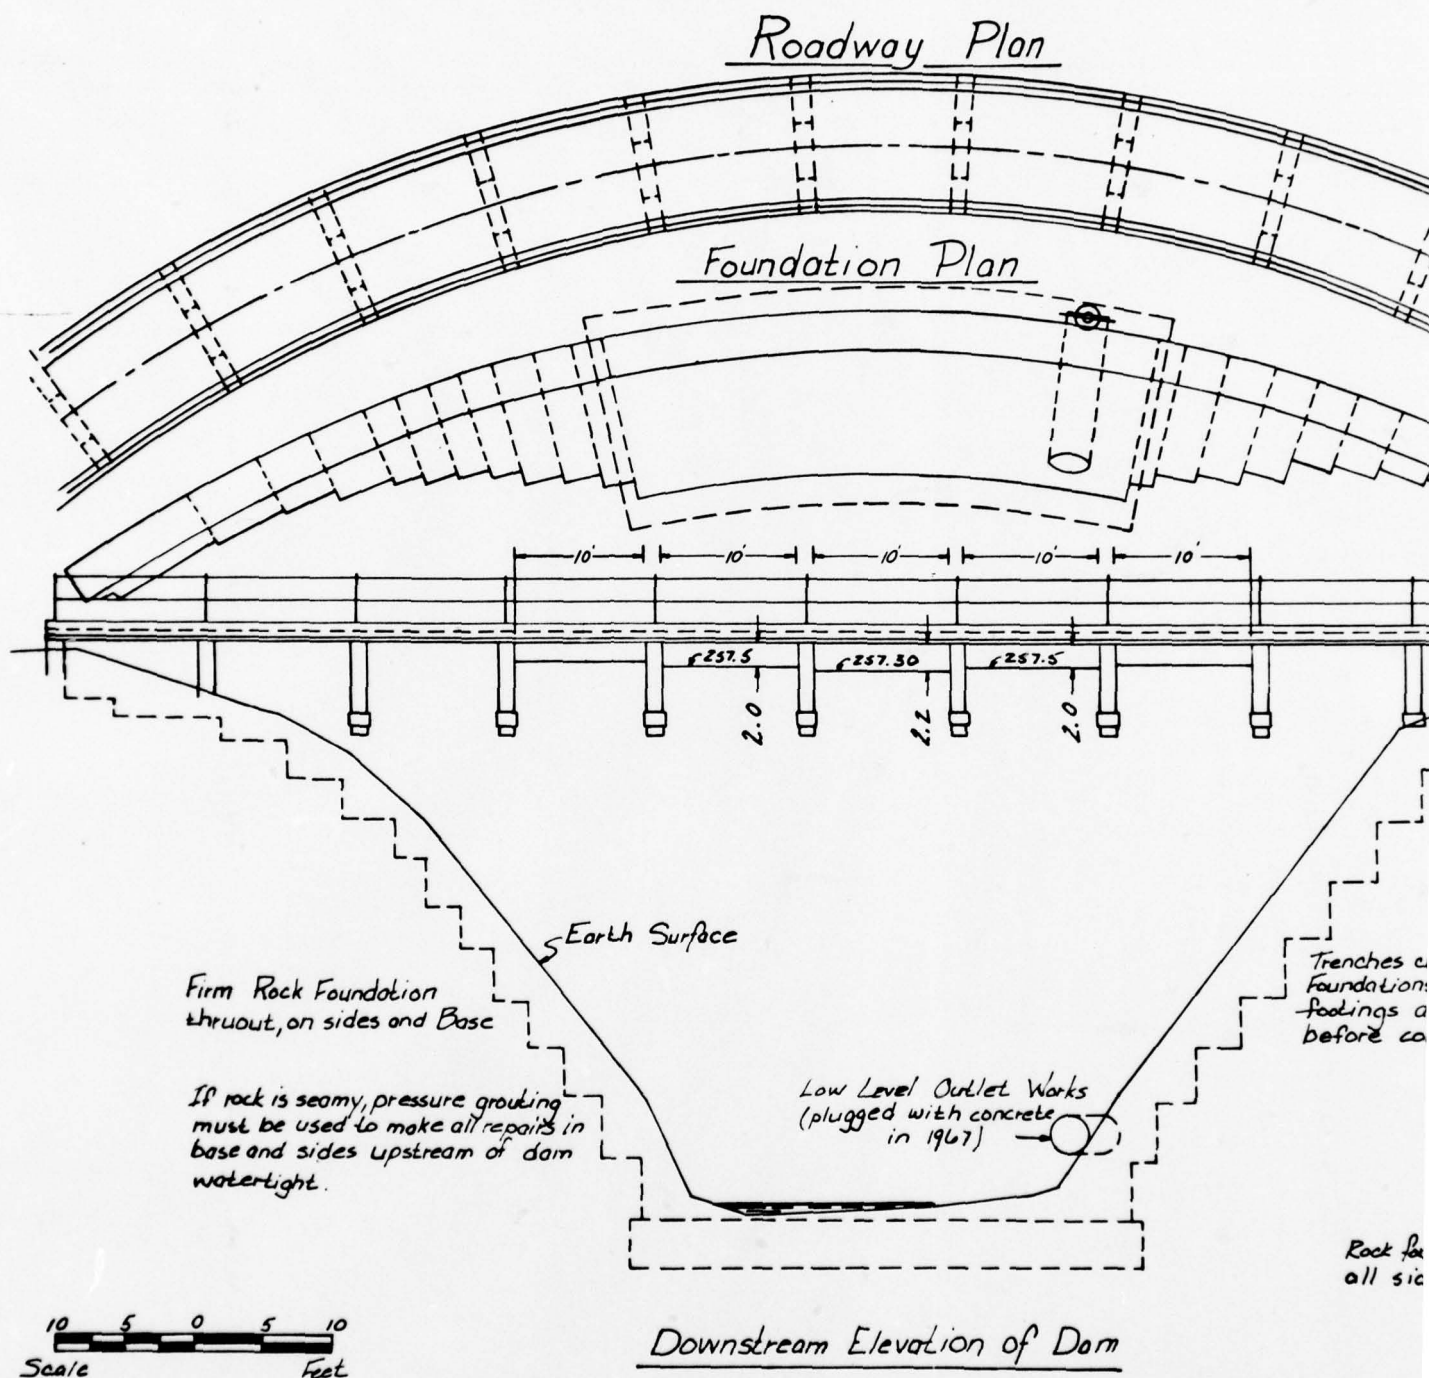 Roadway Plan
Foundation Plan
10' 10' 10' 10' 10'
257.5 257.30 257.5
2.0 2.2 2.0
Earth Surface
Firm Rock Foundation
thruout, on sides and Base
Trenches
Foundations
footings
before
If rock is seamy, pressure grouting
must be used to make all repairs in
base and sides upstream of dam
watertight.
Low Level Outlet Works
(plugged with concrete
in 1967)
Rock
all
10 5 0 5 10
Scale Feet
Downstream Elevation of Dam